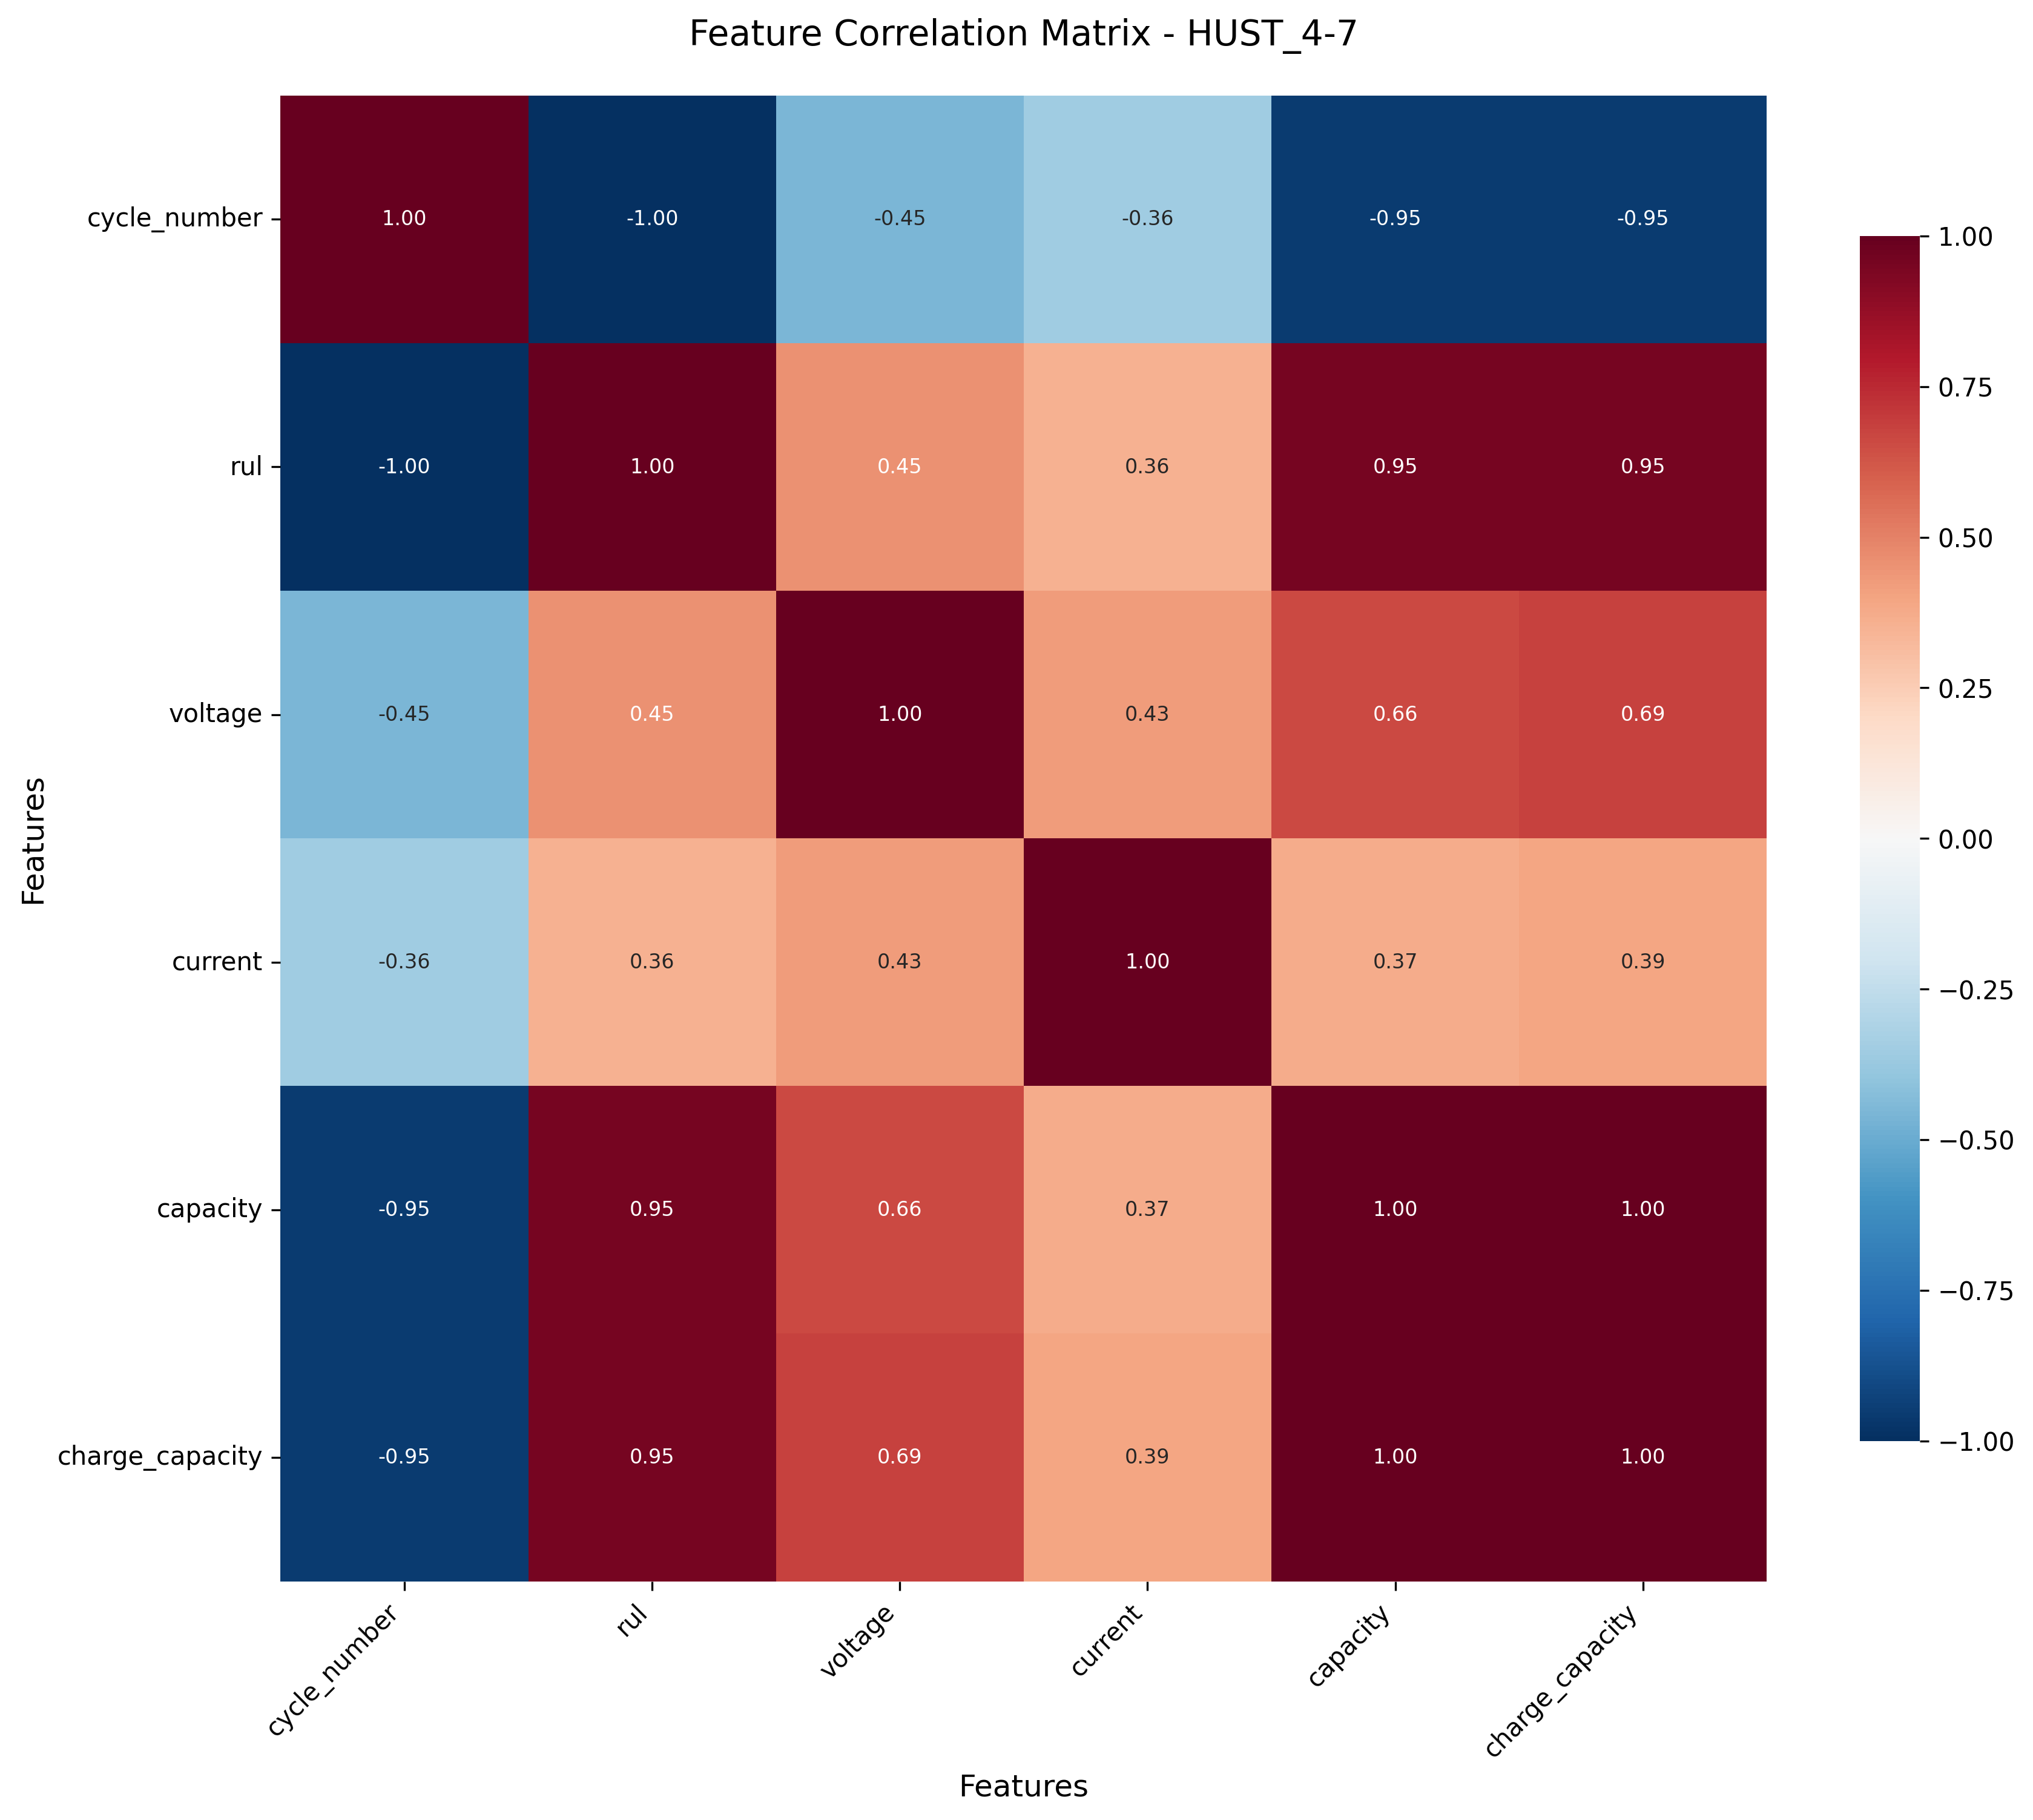 Feature Correlation Matrix - HUST_4-7
cycle_number 1.00 -1.00 -0.45 -0.36 -0.95 -0.95
rul -1.00 1.00 0.45 0.36 0.95 0.95
voltage -0.45 0.45 1.00 0.43 0.66 0.69
current -0.36 0.36 0.43 1.00 0.37 0.39
capacity -0.95 0.95 0.66 0.37 1.00 1.00
charge_capacity -0.95 0.95 0.69 0.39 1.00 1.00
Features
cycle_number rul voltage current capacity charge_capacity
Features
1.00
0.75
0.50
0.25
0.00
−0.25
−0.50
−0.75
−1.00